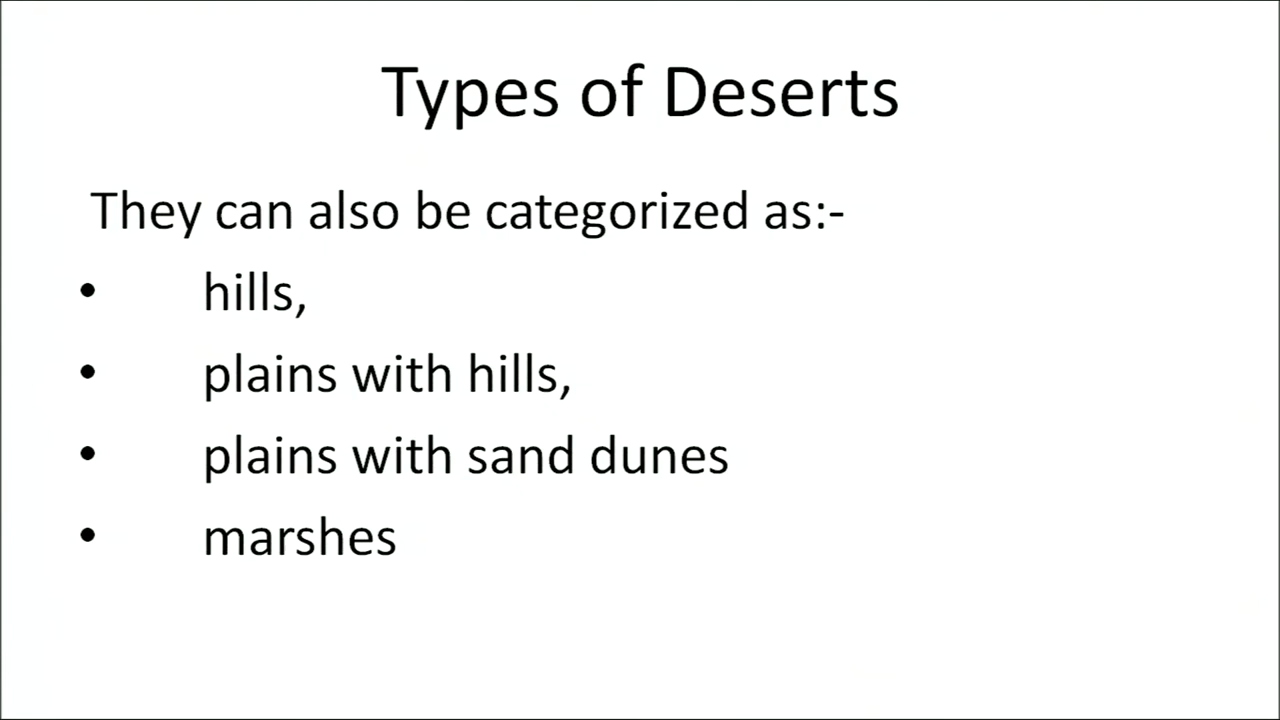 Types of Deserts
They can also be categorized as:-
• hills,
• plains with hills,
• plains with sand dunes
• marshes